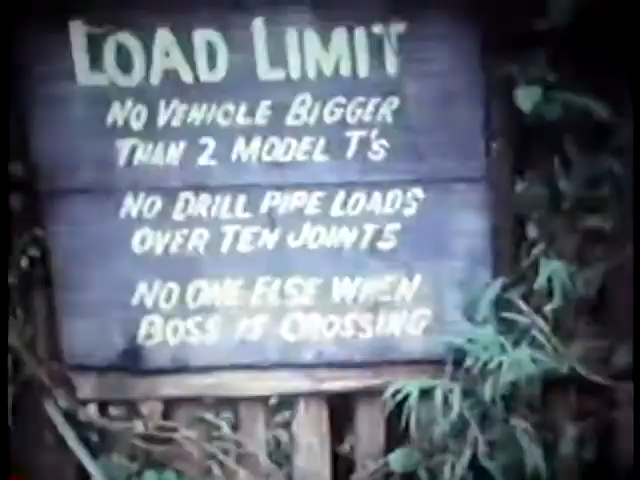 LOAD LIMIT
NO VEHICLE BIGGER
THAN 2 MODEL T's
NO DRILL PIPE LOADS
OVER TEN JOINTS
NO ONE ELSE WHEN
BOSS IS CROSSING